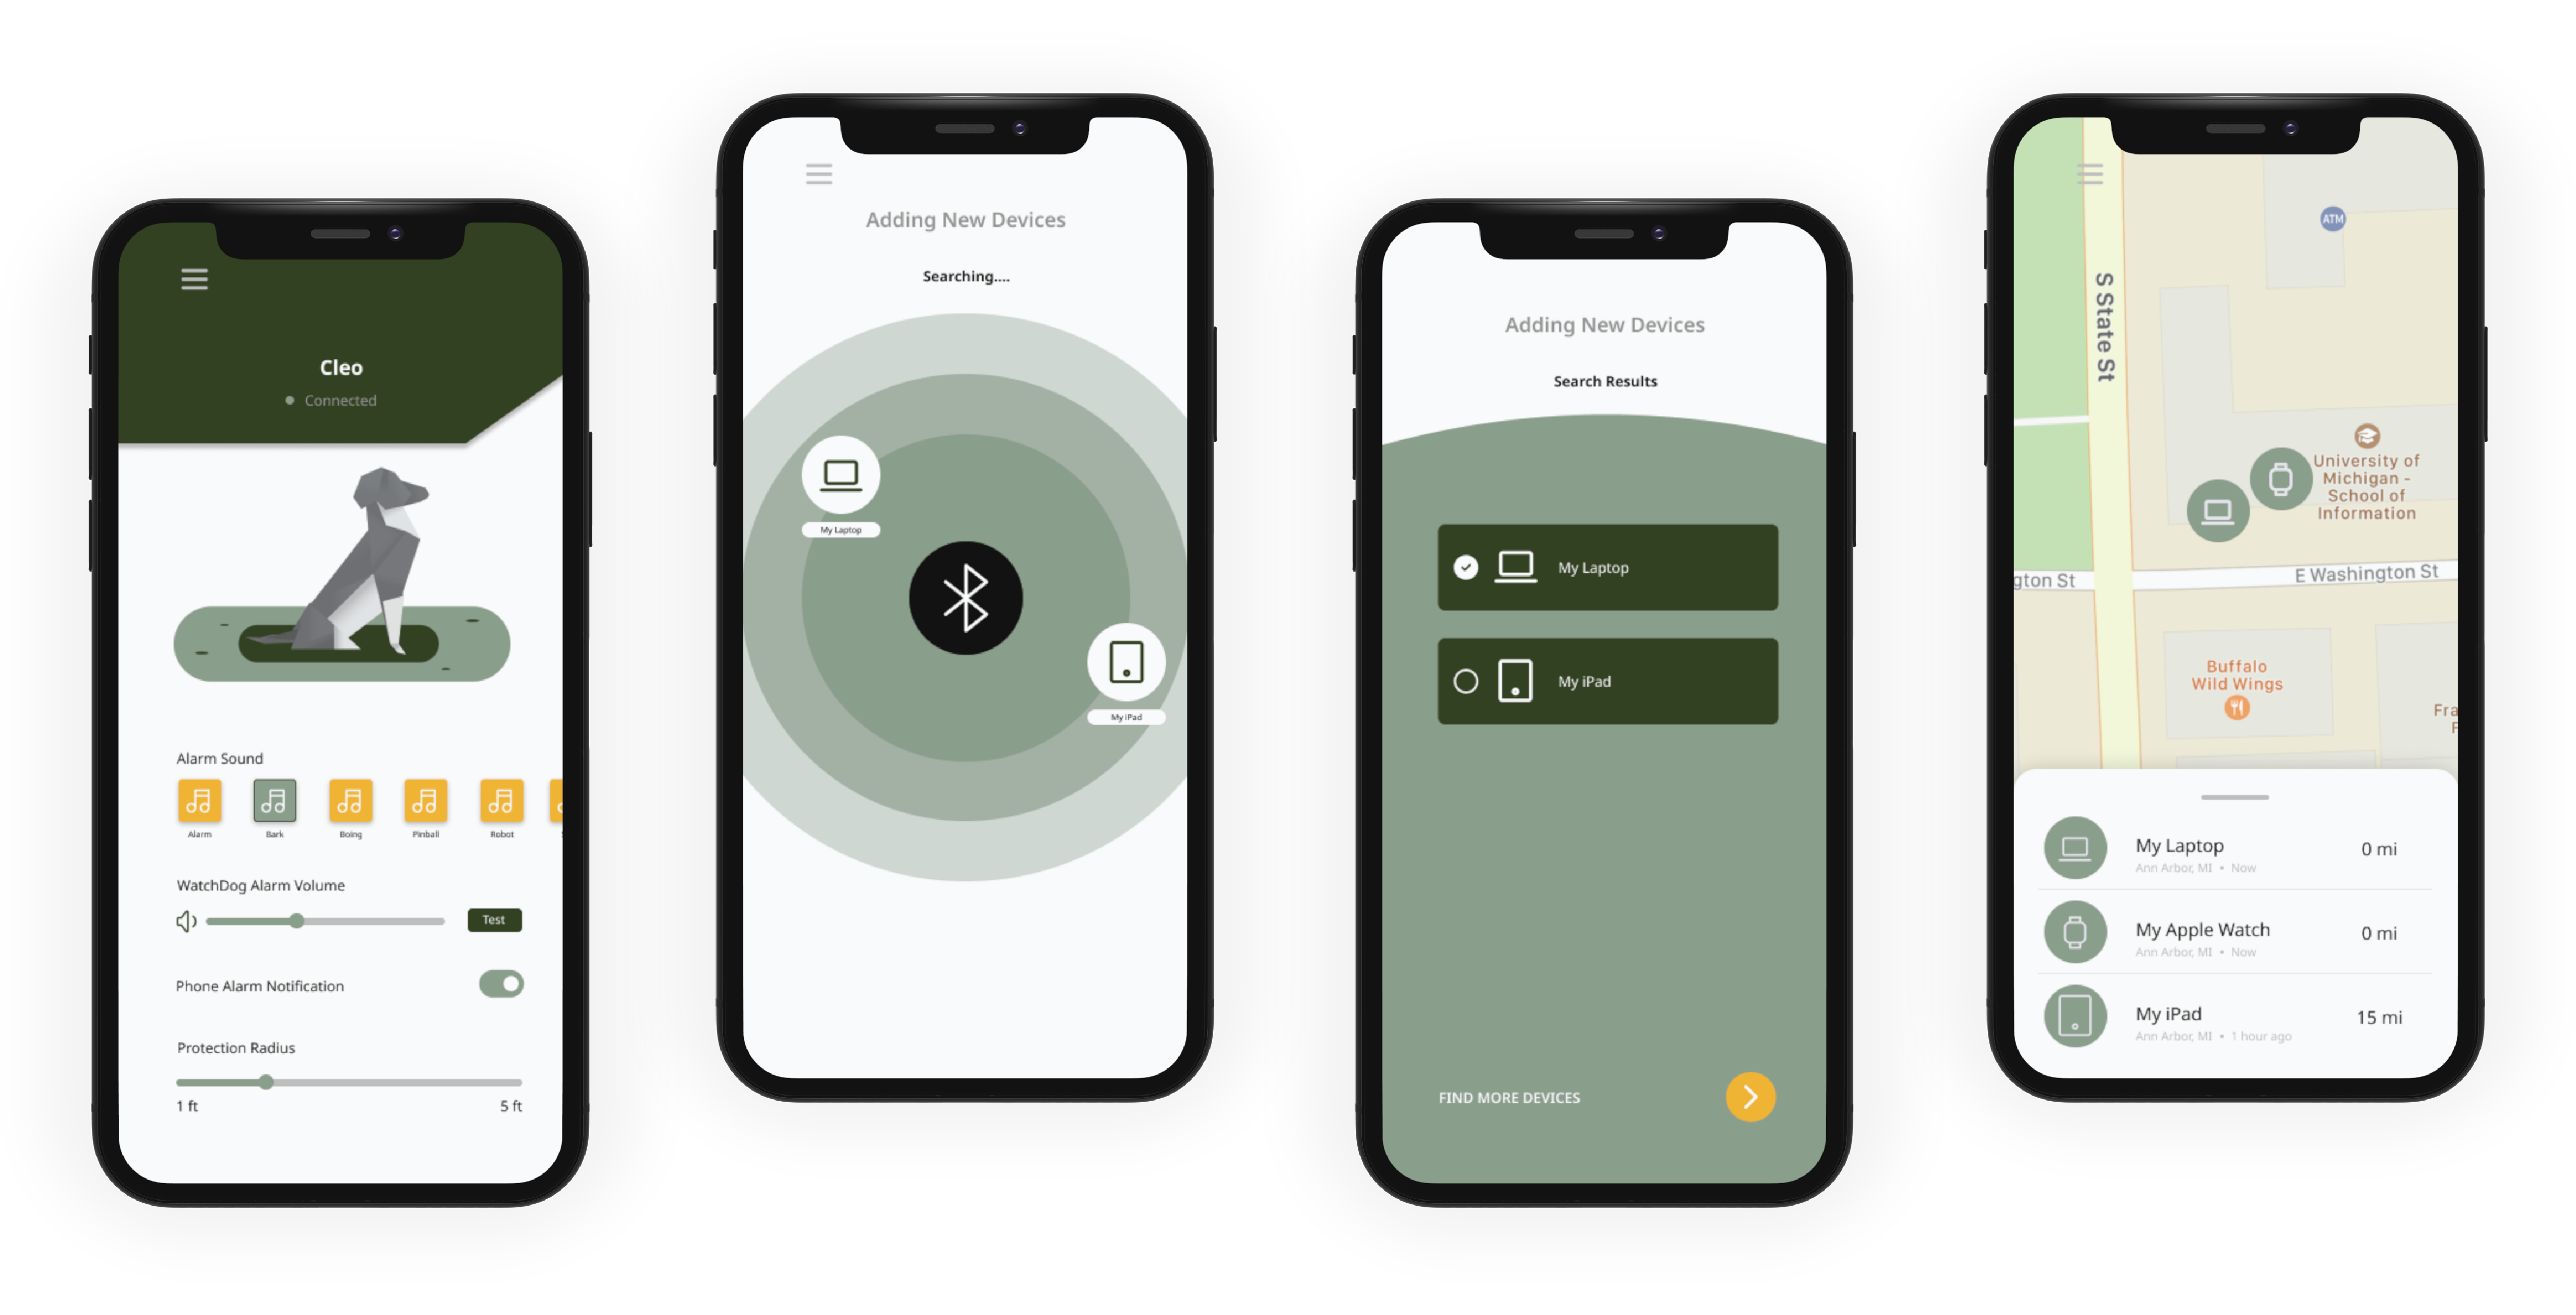 Cleo
Connected
Alarm Sound
Alarm
Bark
Boing
Pinball
Robot
WatchDog Alarm Volume
Test
Phone Alarm Notification
Protection Radius
1 ft
5 ft
Adding New Devices
Searching....
My Laptop
My iPad
Adding New Devices
Search Results
My Laptop
My iPad
FIND MORE DEVICES
ATM
S State St
University of
Michigan -
School of
Information
gton St
E Washington St
Buffalo
Wild Wings
Fra
F
My Laptop
0 mi
Ann Arbor, MI • Now
My Apple Watch
0 mi
Ann Arbor, MI • Now
My iPad
15 mi
Ann Arbor, MI • 1 hour ago